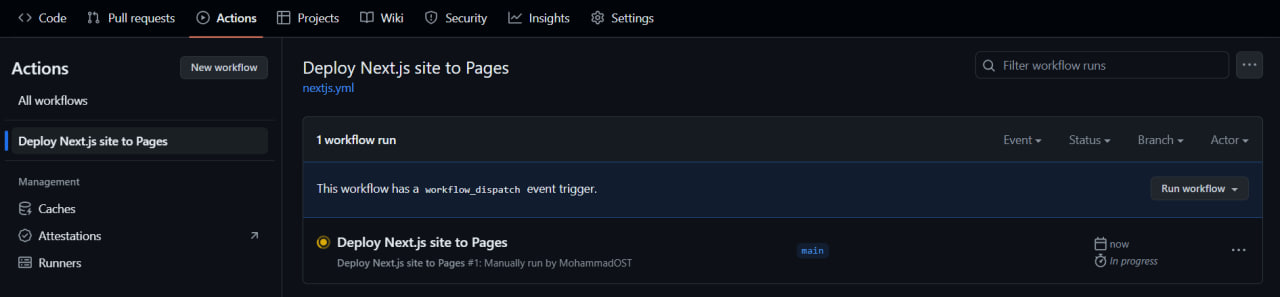 Code Pull requests Actions Projects Wiki Security Insights Settings
Actions
New workflow
All workflows
Deploy Next.js site to Pages
Management
Caches
Attestations
Runners
Deploy Next.js site to Pages
nextjs.yml
Filter workflow runs
1 workflow run
Event Status Branch Actor
This workflow has a workflow_dispatch event trigger.
Run workflow
Deploy Next.js site to Pages
Deploy Next.js site to Pages #1: Manually run by MohammadOST
main
now
In progress